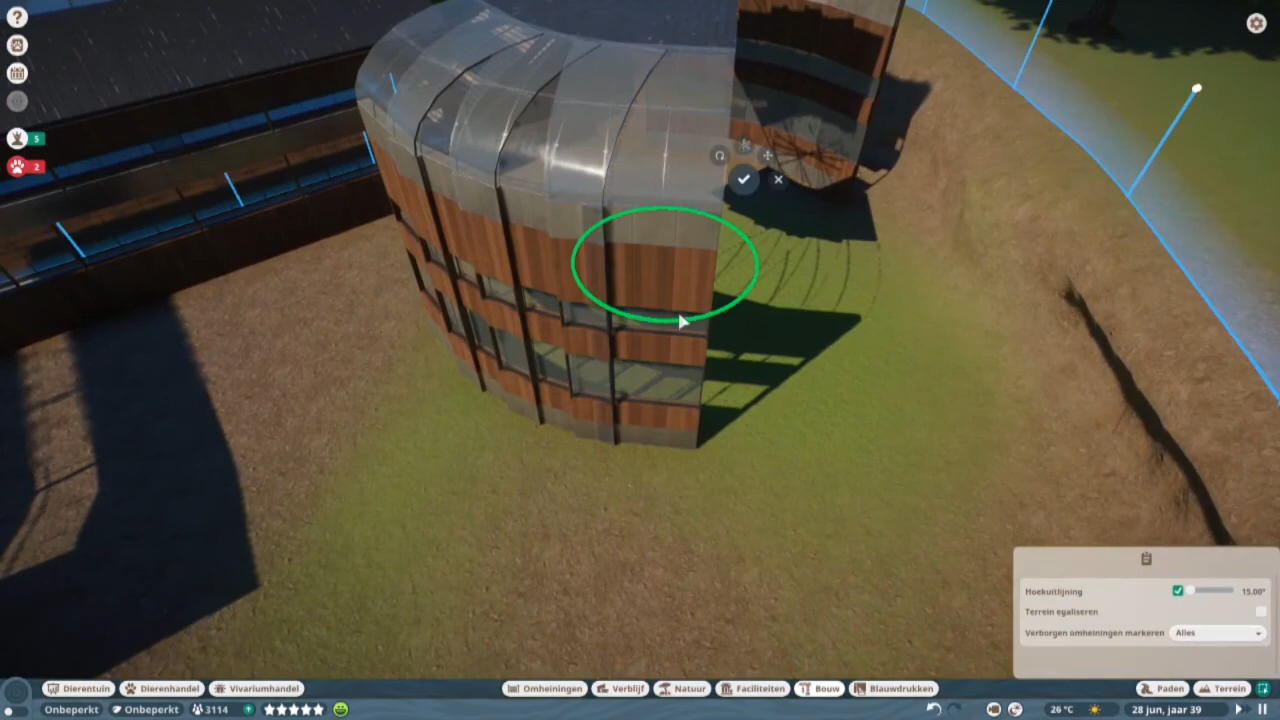 ?
5
2
Hoekuitlijning 15.00°
Terrein egaliseren
Verborgen omheiningen markeren Alles
Dierentuin Dierenhandel Vivariumhandel Omheiningen Verblijf Natuur Faciliteiten Bouw Blauwdrukken Paden Terrein
Onbeperkt Onbeperkt 3114 26 °C 28 jun, jaar 39